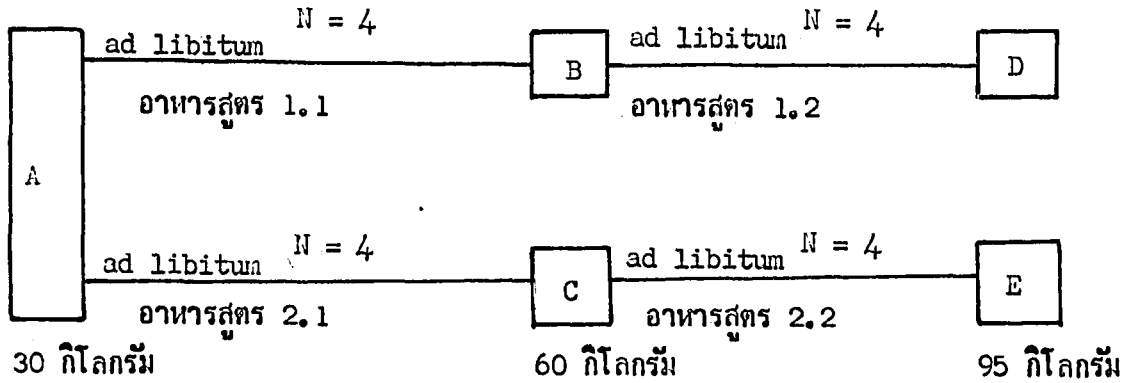 N = 4 N = 4
ad libitum ad libitum
A B D
อาหารสูตร 1.1 อาหารสูตร 1.2
N = 4 N = 4
ad libitum ad libitum
C E
อาหารสูตร 2.1 อาหารสูตร 2.2
30 กิโลกรัม 60 กิโลกรัม 95 กิโลกรัม